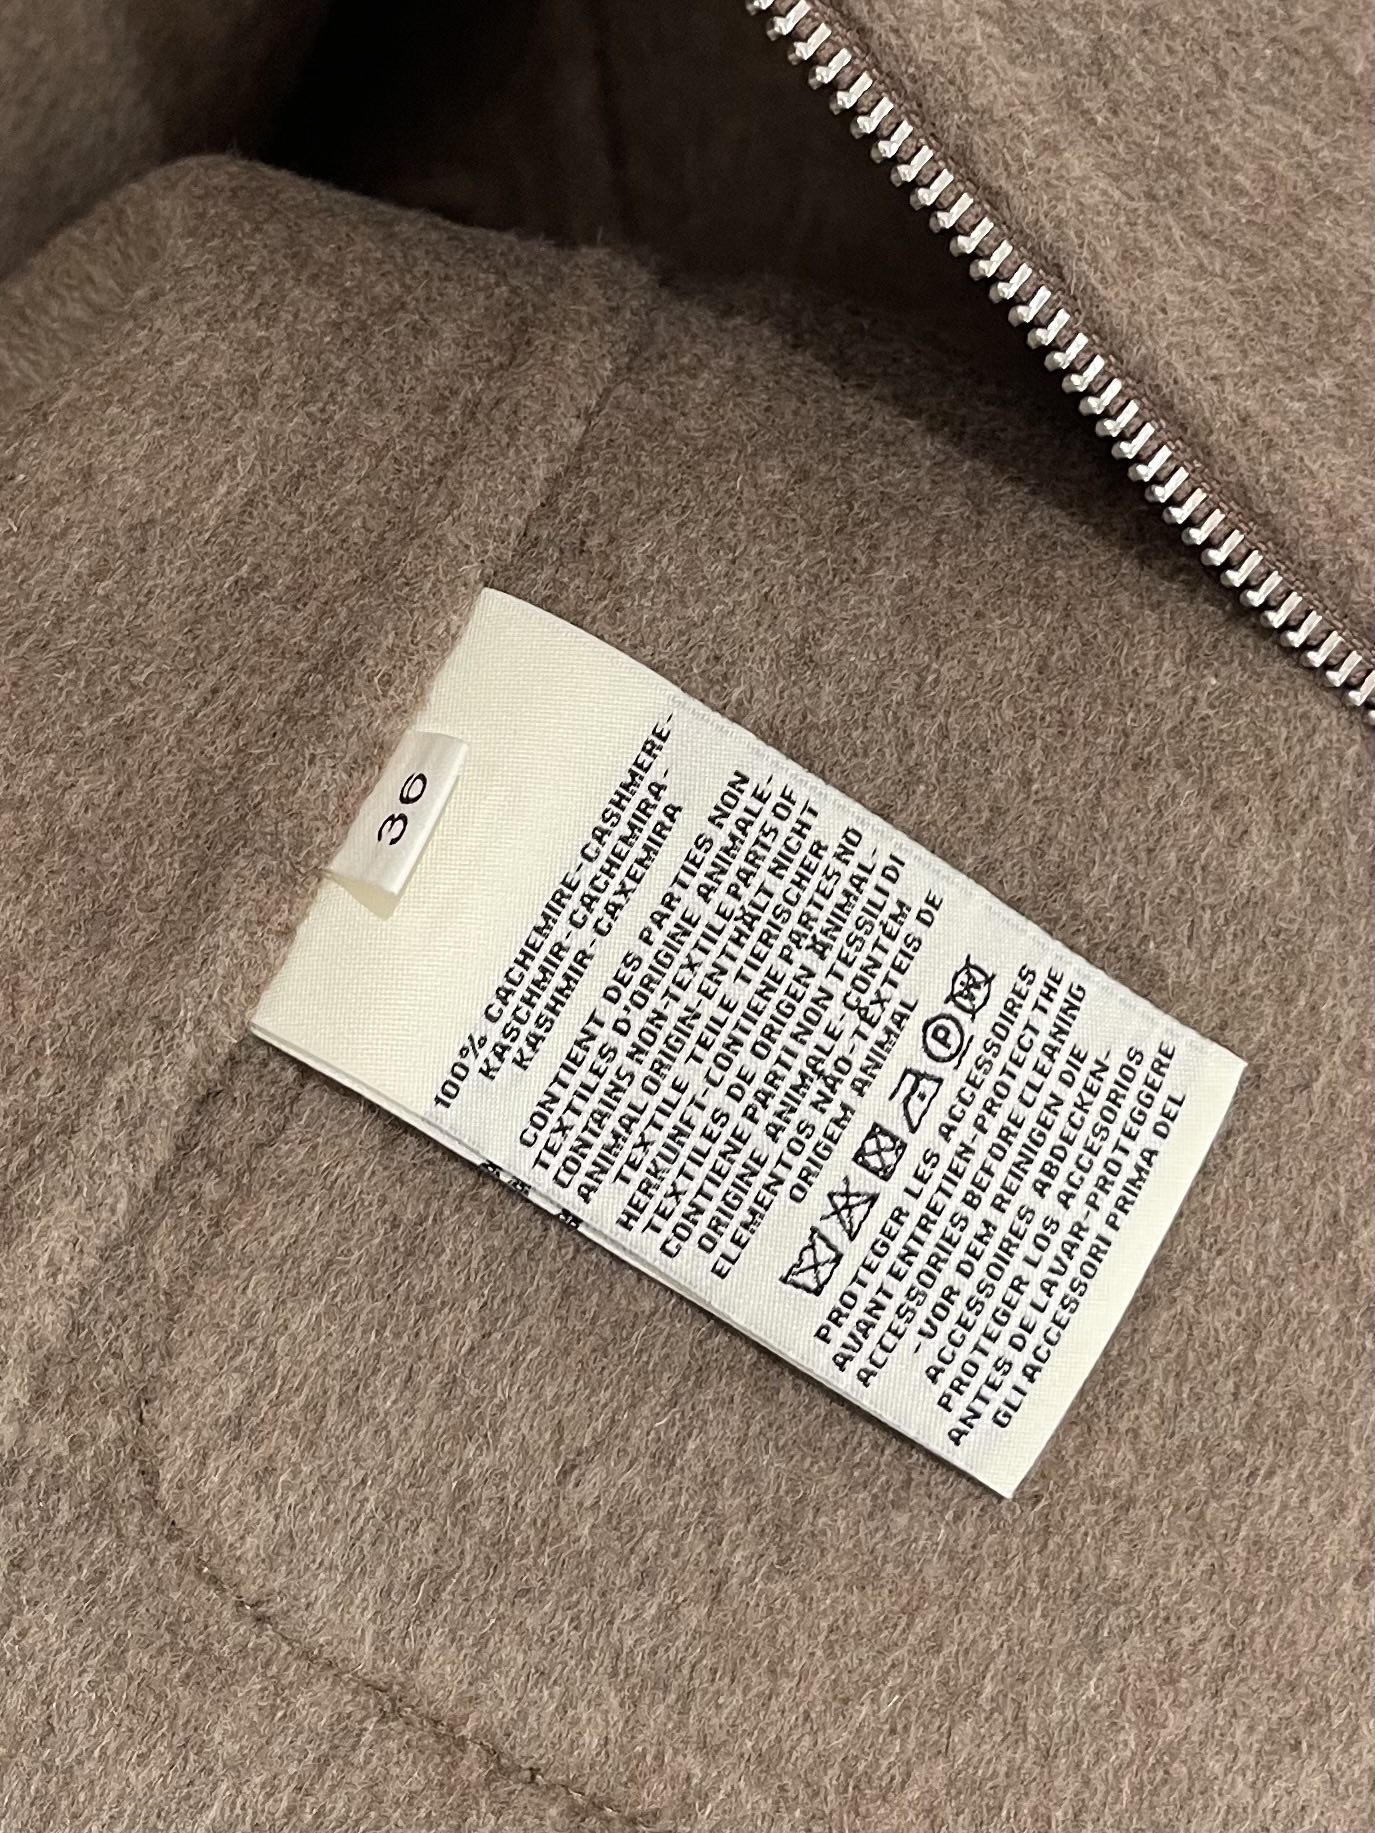 36
100% CACHEMIRE-CASHMERE-
KASCHMIR-CACHEMIRA-
KASHMIR-CAXEMIRA
CONTIENT DES PARTIES NON
TEXTILES D'ORIGINE ANIMALE-
CONTAINS NON-TEXTILE PARTS OF
ANIMAL ORIGIN-ENTHÄLT NICHT
TEXTILE TEILE TIERISCHER
HERKUNFT-CONTIENE PARTES NO
TEXTILES DE ORIGEN ANIMAL-
CONTIENE PARTI NON TESSILI DI
ORIGINE ANIMALE-CONTÉM
ELEMENTOS NÃO-TÊXTEIS DE
ORIGEM ANIMAL
P W
PROTEGER LES ACCESSOIRES
AVANT ENTRETIEN-PROTECT THE
ACCESSORIES BEFORE CLEANING
-VOR DEM REINIGEN DIE
ACCESSOIRES ABDECKEN-
PROTEGER LOS ACCESORIOS
ANTES DE LAVAR-PROTEGGERE
GLI ACCESSORI PRIMA DEL